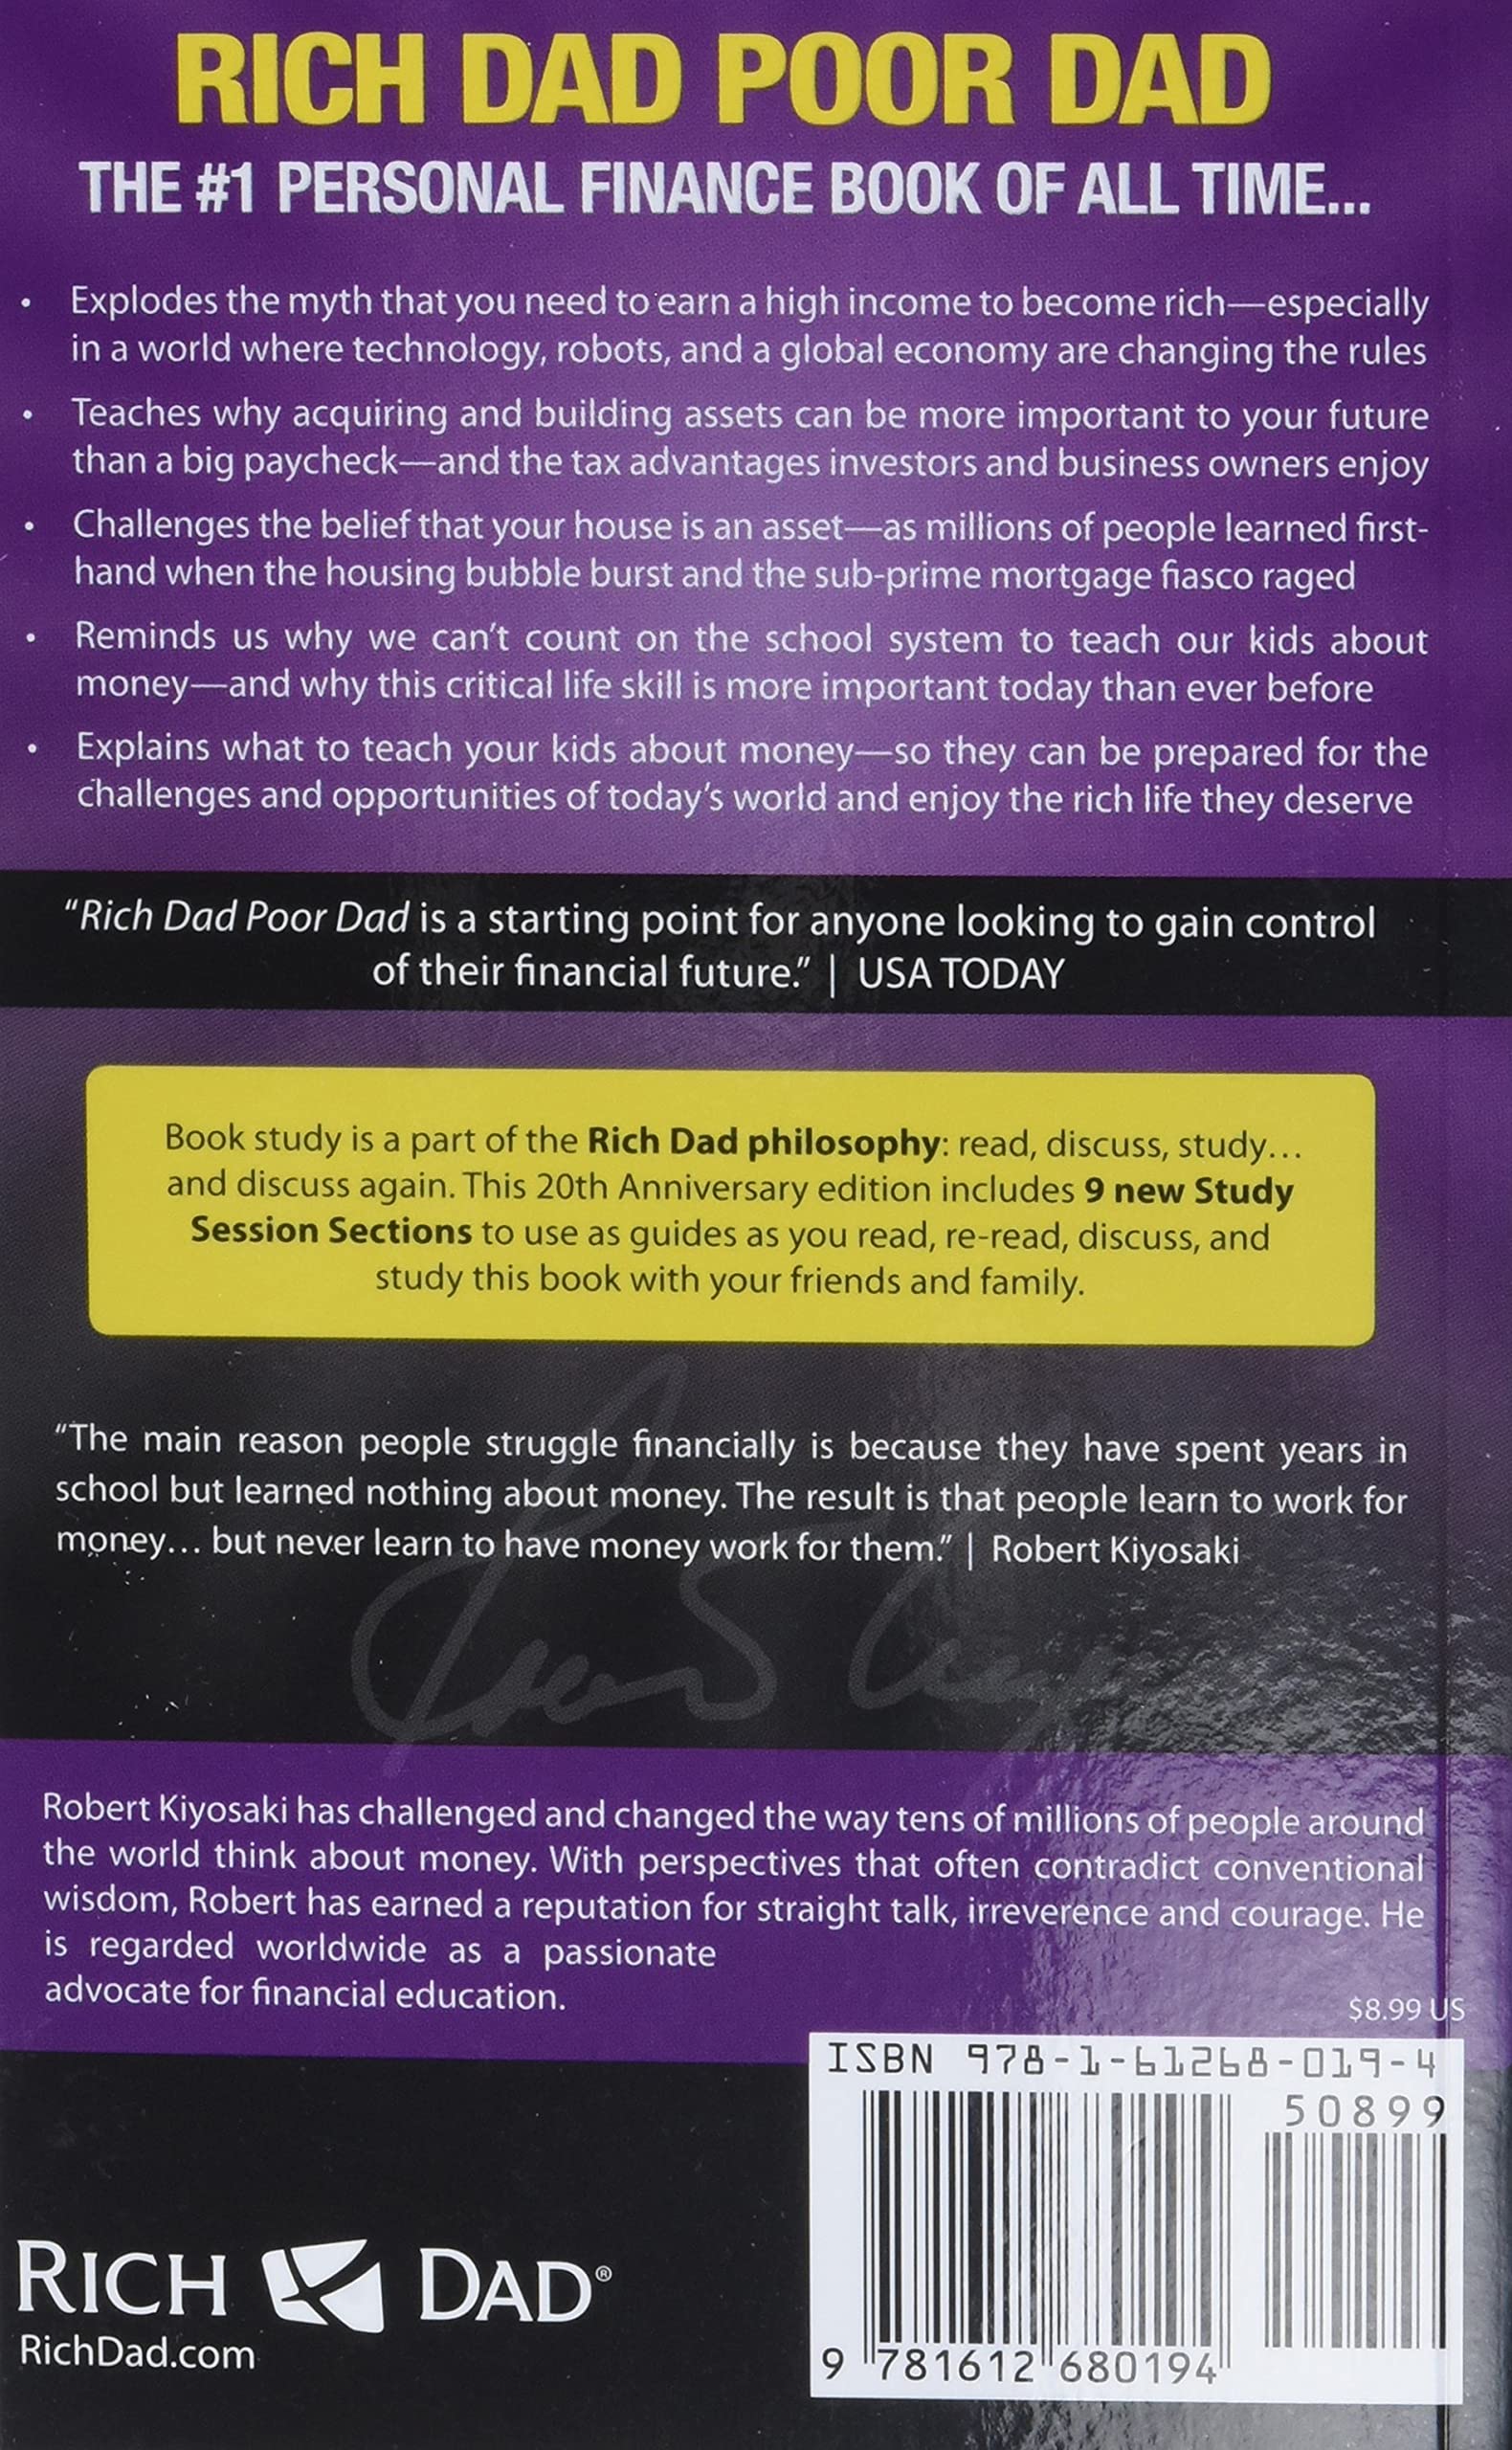 RICH DAD POOR DAD
THE #1 PERSONAL FINANCE BOOK OF ALL TIME...
• Explodes the myth that you need to earn a high income to become rich—especially
in a world where technology, robots, and a global economy are changing the rules
• Teaches why acquiring and building assets can be more important to your future
than a big paycheck—and the tax advantages investors and business owners enjoy
• Challenges the belief that your house is an asset—as millions of people learned first-
hand when the housing bubble burst and the sub-prime mortgage fiasco raged
• Reminds us why we can't count on the school system to teach our kids about
money—and why this critical life skill is more important today than ever before
• Explains what to teach your kids about money—so they can be prepared for the
challenges and opportunities of today's world and enjoy the rich life they deserve
"Rich Dad Poor Dad is a starting point for anyone looking to gain control
of their financial future." | USA TODAY
Book study is a part of the Rich Dad philosophy: read, discuss, study...
and discuss again. This 20th Anniversary edition includes 9 new Study
Session Sections to use as guides as you read, re-read, discuss, and
study this book with your friends and family.
"The main reason people struggle financially is because they have spent years in
school but learned nothing about money. The result is that people learn to work for
money... but never learn to have money work for them." | Robert Kiyosaki
Robert Kiyosaki has challenged and changed the way tens of millions of people around
the world think about money. With perspectives that often contradict conventional
wisdom, Robert has earned a reputation for straight talk, irreverence and courage. He
is regarded worldwide as a passionate
advocate for financial education.
$8.99 US
ISBN 978-1-61268-019-4
50899
9 781612 680194
RICH DAD®
RichDad.com